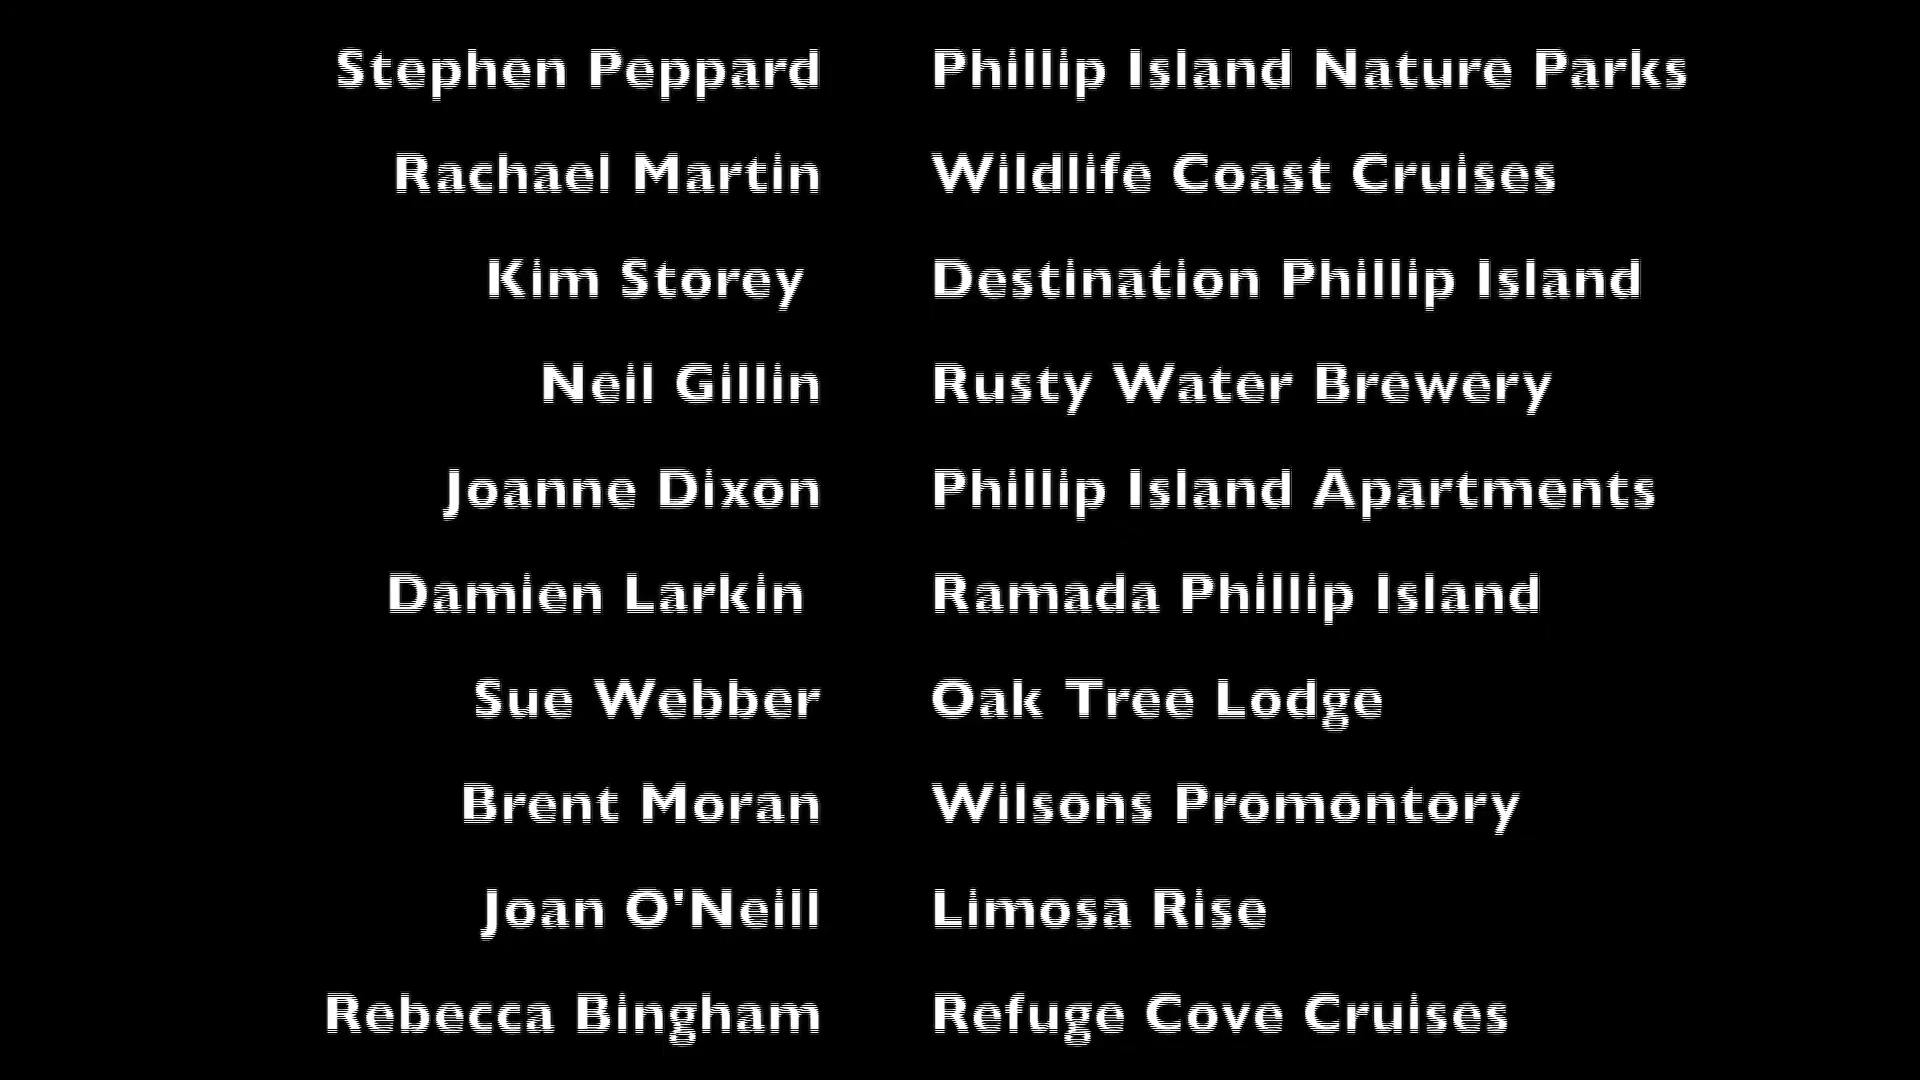 Stephen Peppard Phillip Island Nature Parks
Rachael Martin Wildlife Coast Cruises
Kim Storey Destination Phillip Island
Neil Gillin Rusty Water Brewery
Joanne Dixon Phillip Island Apartments
Damien Larkin Ramada Phillip Island
Sue Webber Oak Tree Lodge
Brent Moran Wilsons Promontory
Joan O'Neill Limosa Rise
Rebecca Bingham Refuge Cove Cruises